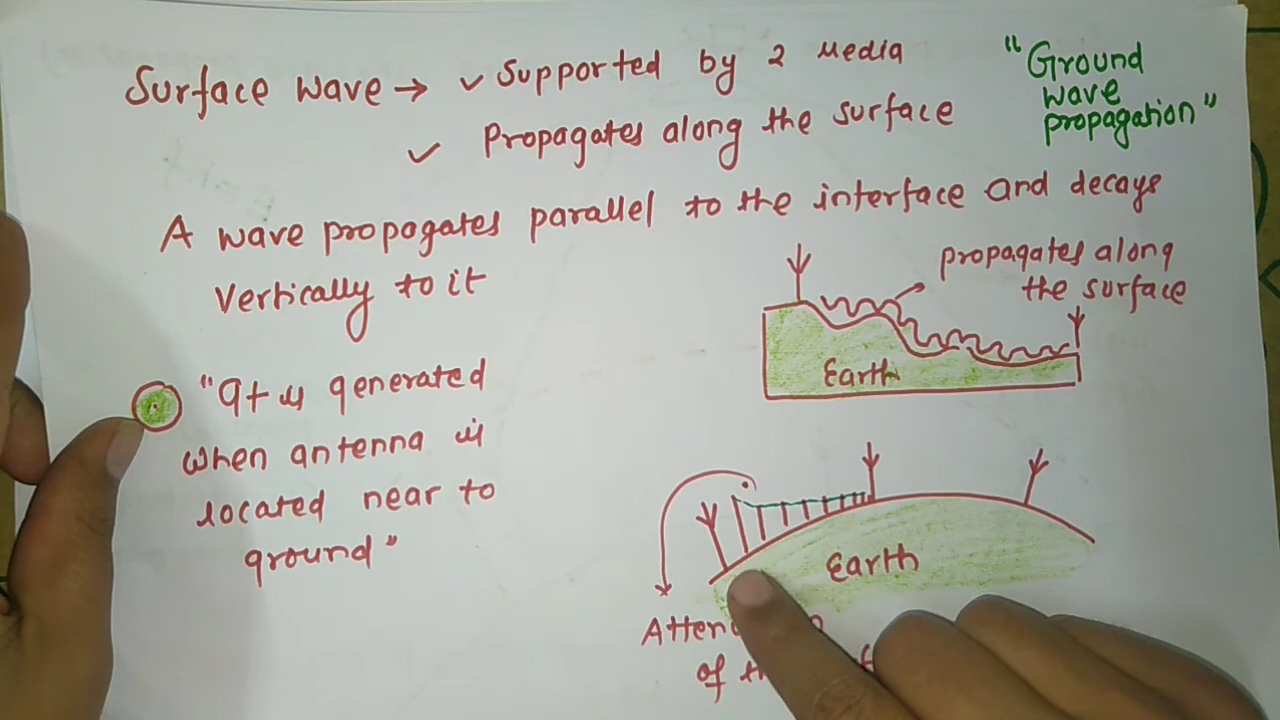 Surface wave → ✓ Supported by 2 Media
✓ Propagates along the surface
"Ground
wave
propagation"
A wave propagates parallel to the interface and decays
vertically to it
propagates along
the surface
Earth
"It is generated
when antenna is
located near to
ground"
Earth
of